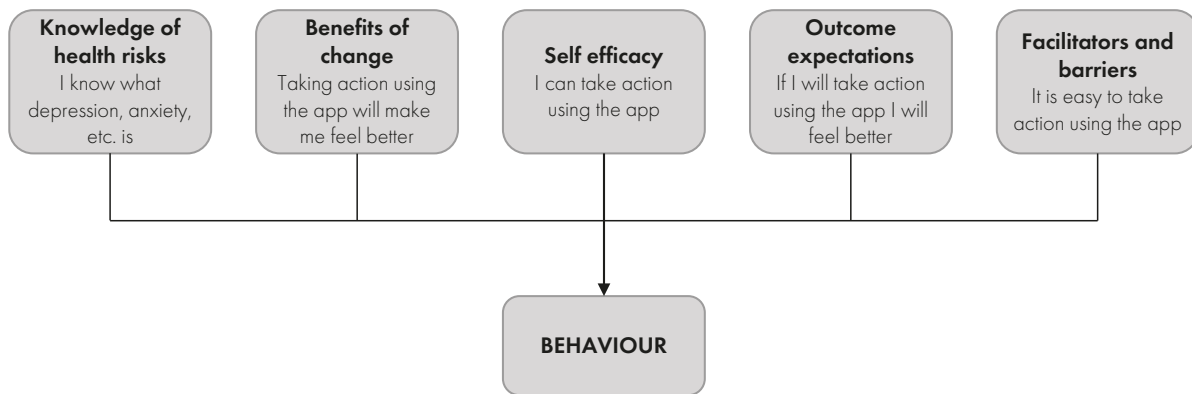 Knowledge of
health risks
I know what
depression, anxiety,
etc. is
Benefits of
change
Taking action using
the app will make
me feel better
Self efficacy
I can take action
using the app
Outcome
expectations
If I will take action
using the app I will
feel better
Facilitators and
barriers
It is easy to take
action using the app
BEHAVIOUR